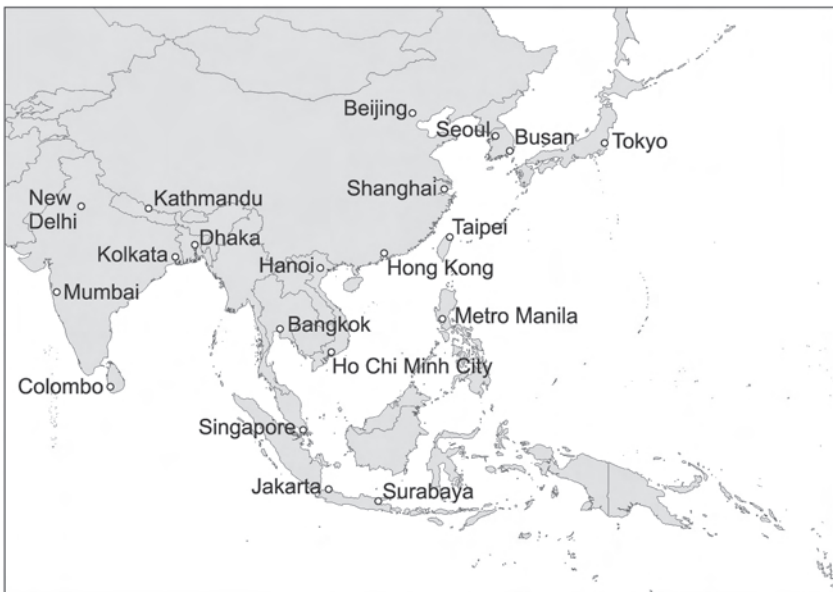 Beijing
Seoul
Busan
Tokyo
Shanghai
New
Delhi
Kathmandu
Taipei
Dhaka
Kolkata
Hanoi
Hong Kong
Mumbai
Metro Manila
Bangkok
Ho Chi Minh City
Colombo
Singapore
Jakarta
Surabaya